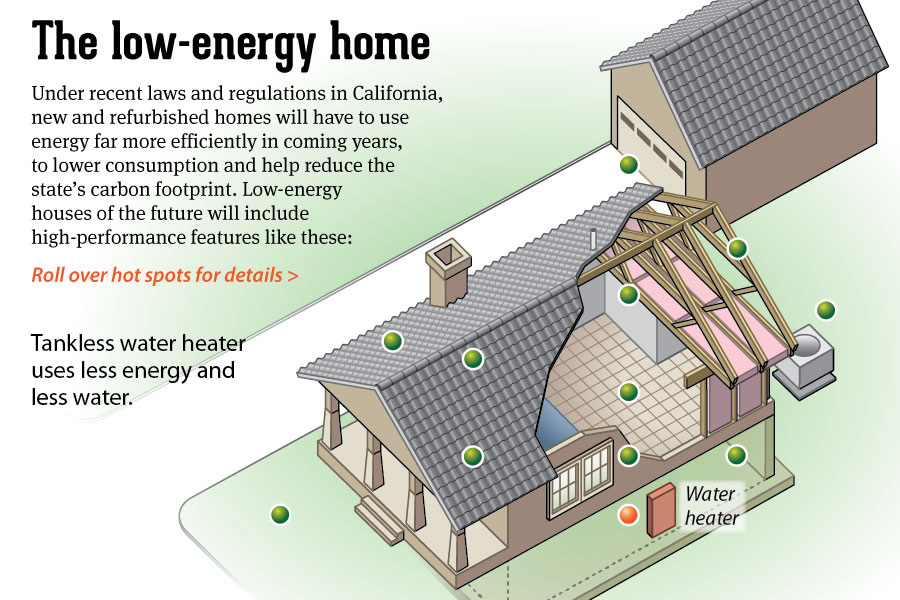 The low-energy home
Under recent laws and regulations in California,
new and refurbished homes will have to use
energy far more efficiently in coming years,
to lower consumption and help reduce the
state’s carbon footprint. Low-energy
houses of the future will include
high-performance features like these:
Roll over hot spots for details >
Tankless water heater
uses less energy and
less water.
Water
heater